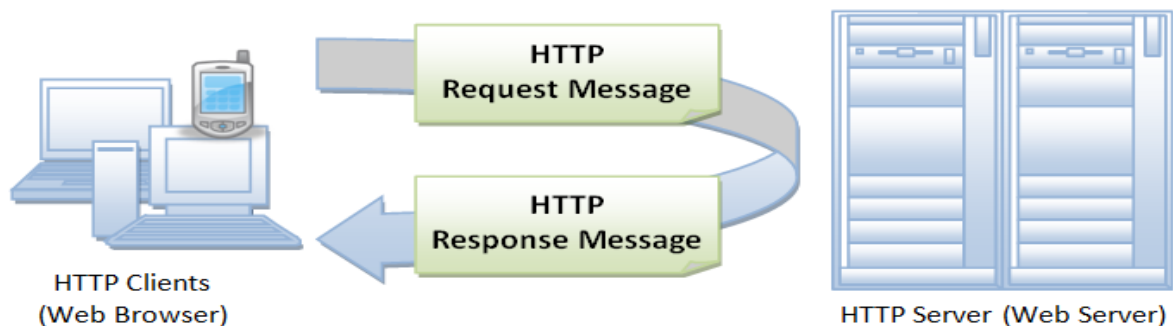 HTTP
Request Message
HTTP
Response Message
HTTP Clients
(Web Browser)
HTTP Server (Web Server)